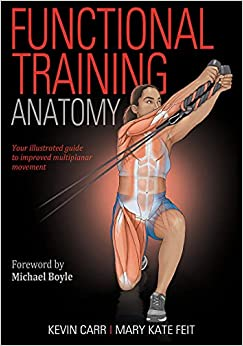 FUNCTIONAL
TRAINING
ANATOMY
Your illustrated guide
to improved multiplanar
movement
Foreword by
Michael Boyle
KEVIN CARR | MARY KATE FEIT